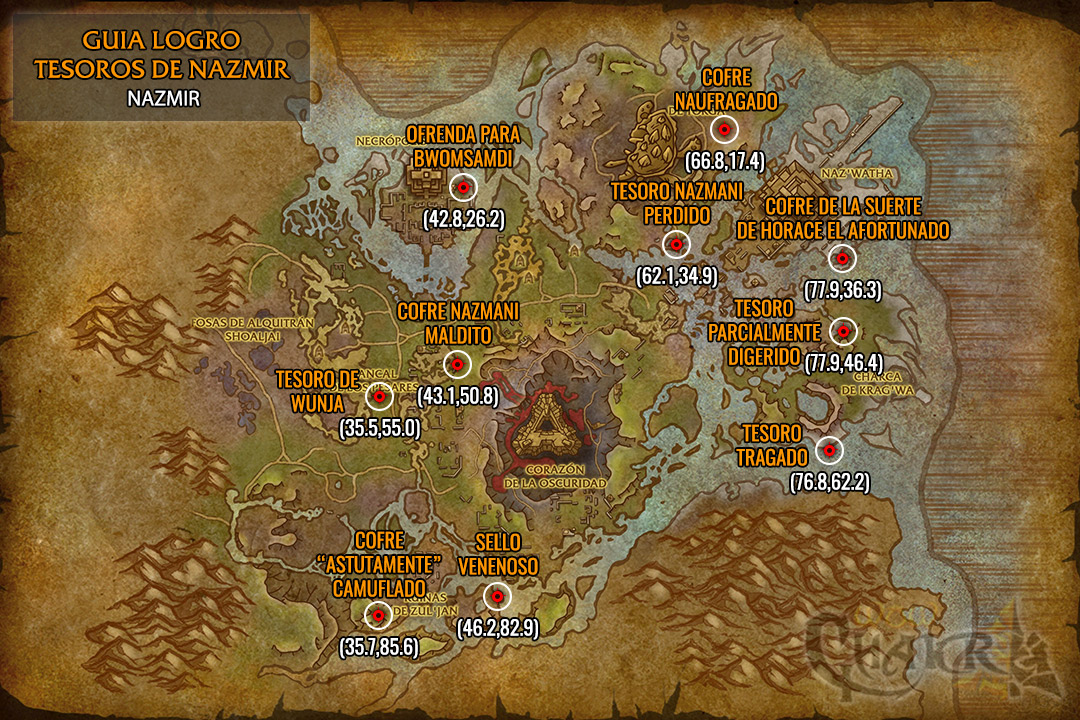 GUIA LOGRO
TESOROS DE NAZMIR
NAZMIR
COFRE
NAUFRAGADO
(66.8,17.4)
OFRENDA PARA
BWOMSAMDI
(42.8,26.2)
NAZ'WATHA
TESORO NAZMANI
PERDIDO
(62.1,34.9)
COFRE DE LA SUERTE
DE HORACE EL AFORTUNADO
(77.9,36.3)
COFRE NAZMANI
MALDITO
(43.1,50.8)
TESORO
PARCIALMENTE
DIGERIDO
(77.9,46.4)
FOSAS DE ALQUITRÁN
SHOALJAI
CHARCA
DE KRAG'WA
TESORO DE
WUNJA
(35.5,55.0)
TESORO
TRAGADO
(76.8,62.2)
CORAZÓN
DE LA OSCURIDAD
COFRE
“ASTUTAMENTE”
CAMUFLADO
(35.7,85.6)
SELLO
VENENOSO
(46.2,82.9)
RUINAS
DE ZUL'JAN